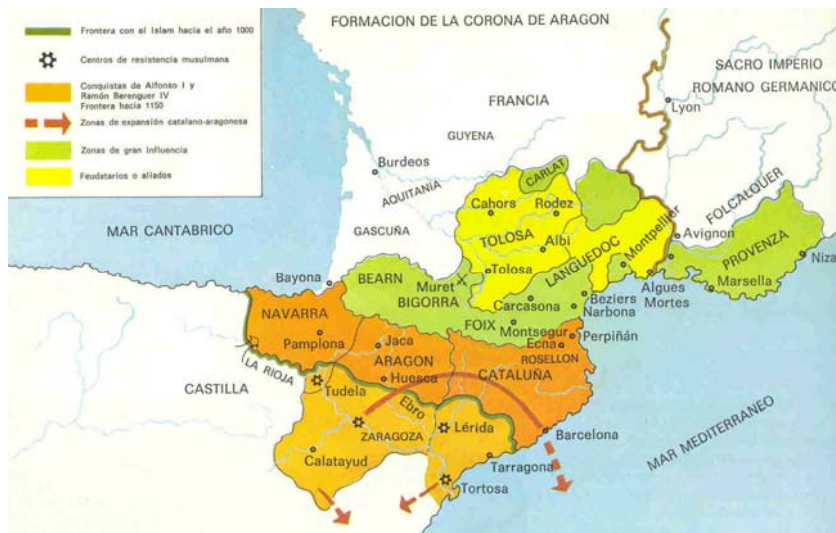 FORMACION DE LA CORONA DE ARAGON
Frontera con el Islam hacia el año 1000
Centros de resistencia musulmana
Conquistas de Alfonso I y
Ramón Berenguer IV
Frontera hacia 1150
Zonas de expansión catalano-aragonesa
Zonas de gran influencia
Feudatarios o aliados
SACRO IMPERIO
ROMANO GERMANICO
FRANCIA
Lyon
GUYENA
Burdeos
AQUITANIA
CARLAT
FOLCALQUER
Cahors
Rodez
GASCUÑA
TOLOSA
Albi
Montpellier
Avignon
MAR CANTABRICO
LANGUEDOC
PROVENZA
Niza
Tolosa
Bayona
BEARN
Muret
BIGORRA
Carcasona
Beziers
Narbona
Algues
Mortes
Marsella
NAVARRA
FOIX
Montsegur
Pamplona
Jaca
Ecna
Perpiñán
ROSELLON
LA RIOJA
ARAGON
CATALUÑA
CASTILLA
Tudela
Huesca
Ebro
ZARAGOZA
Lérida
Barcelona
MAR MEDITERRANEO
Calatayud
Tarragona
Tortosa